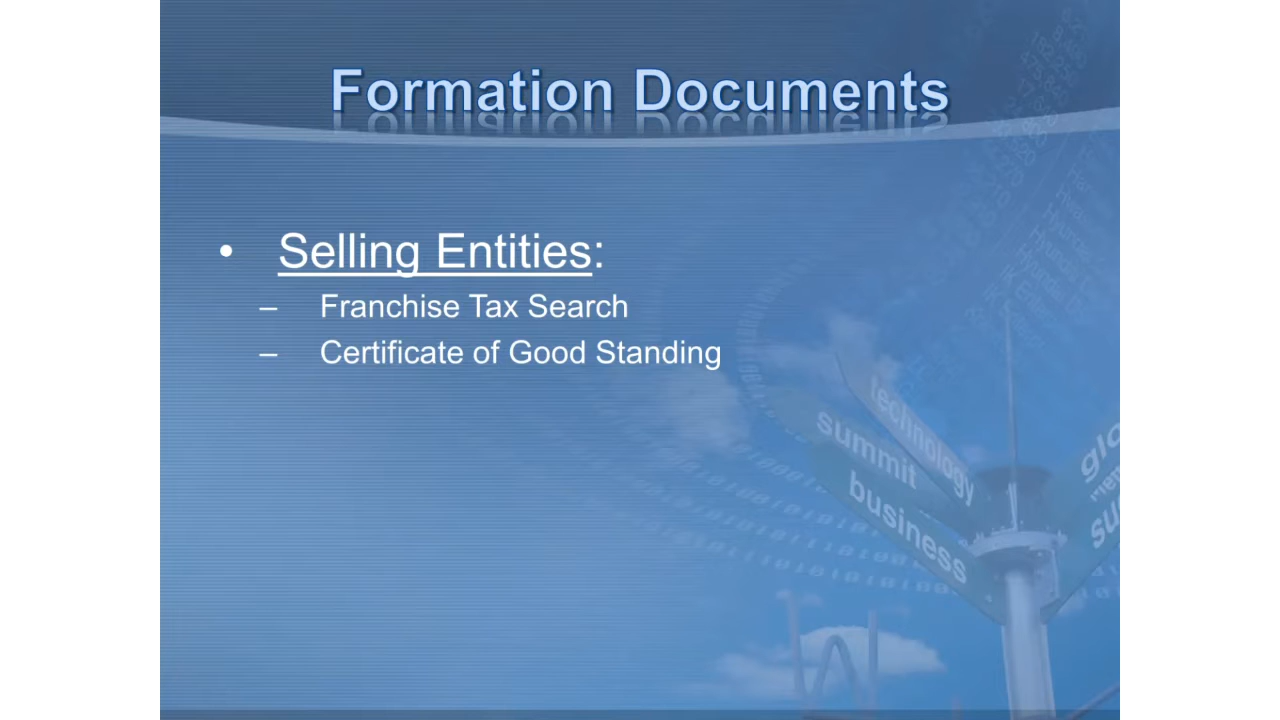 Formation Documents
• Selling Entities:
– Franchise Tax Search
– Certificate of Good Standing
technology
summit
business